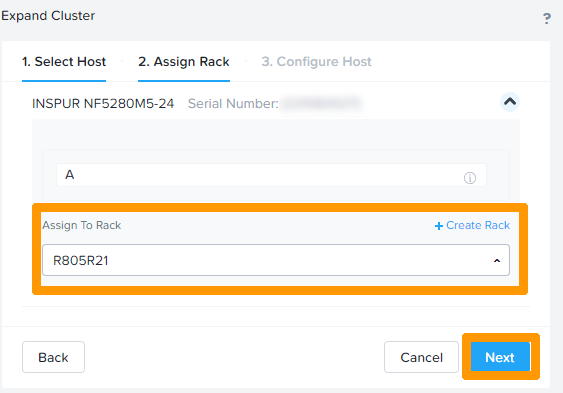 Expand Cluster ?
1. Select Host 2. Assign Rack 3. Configure Host
INSPUR NF5280M5-24 Serial Number:
A
Assign To Rack + Create Rack
R805R21
Back Cancel Next